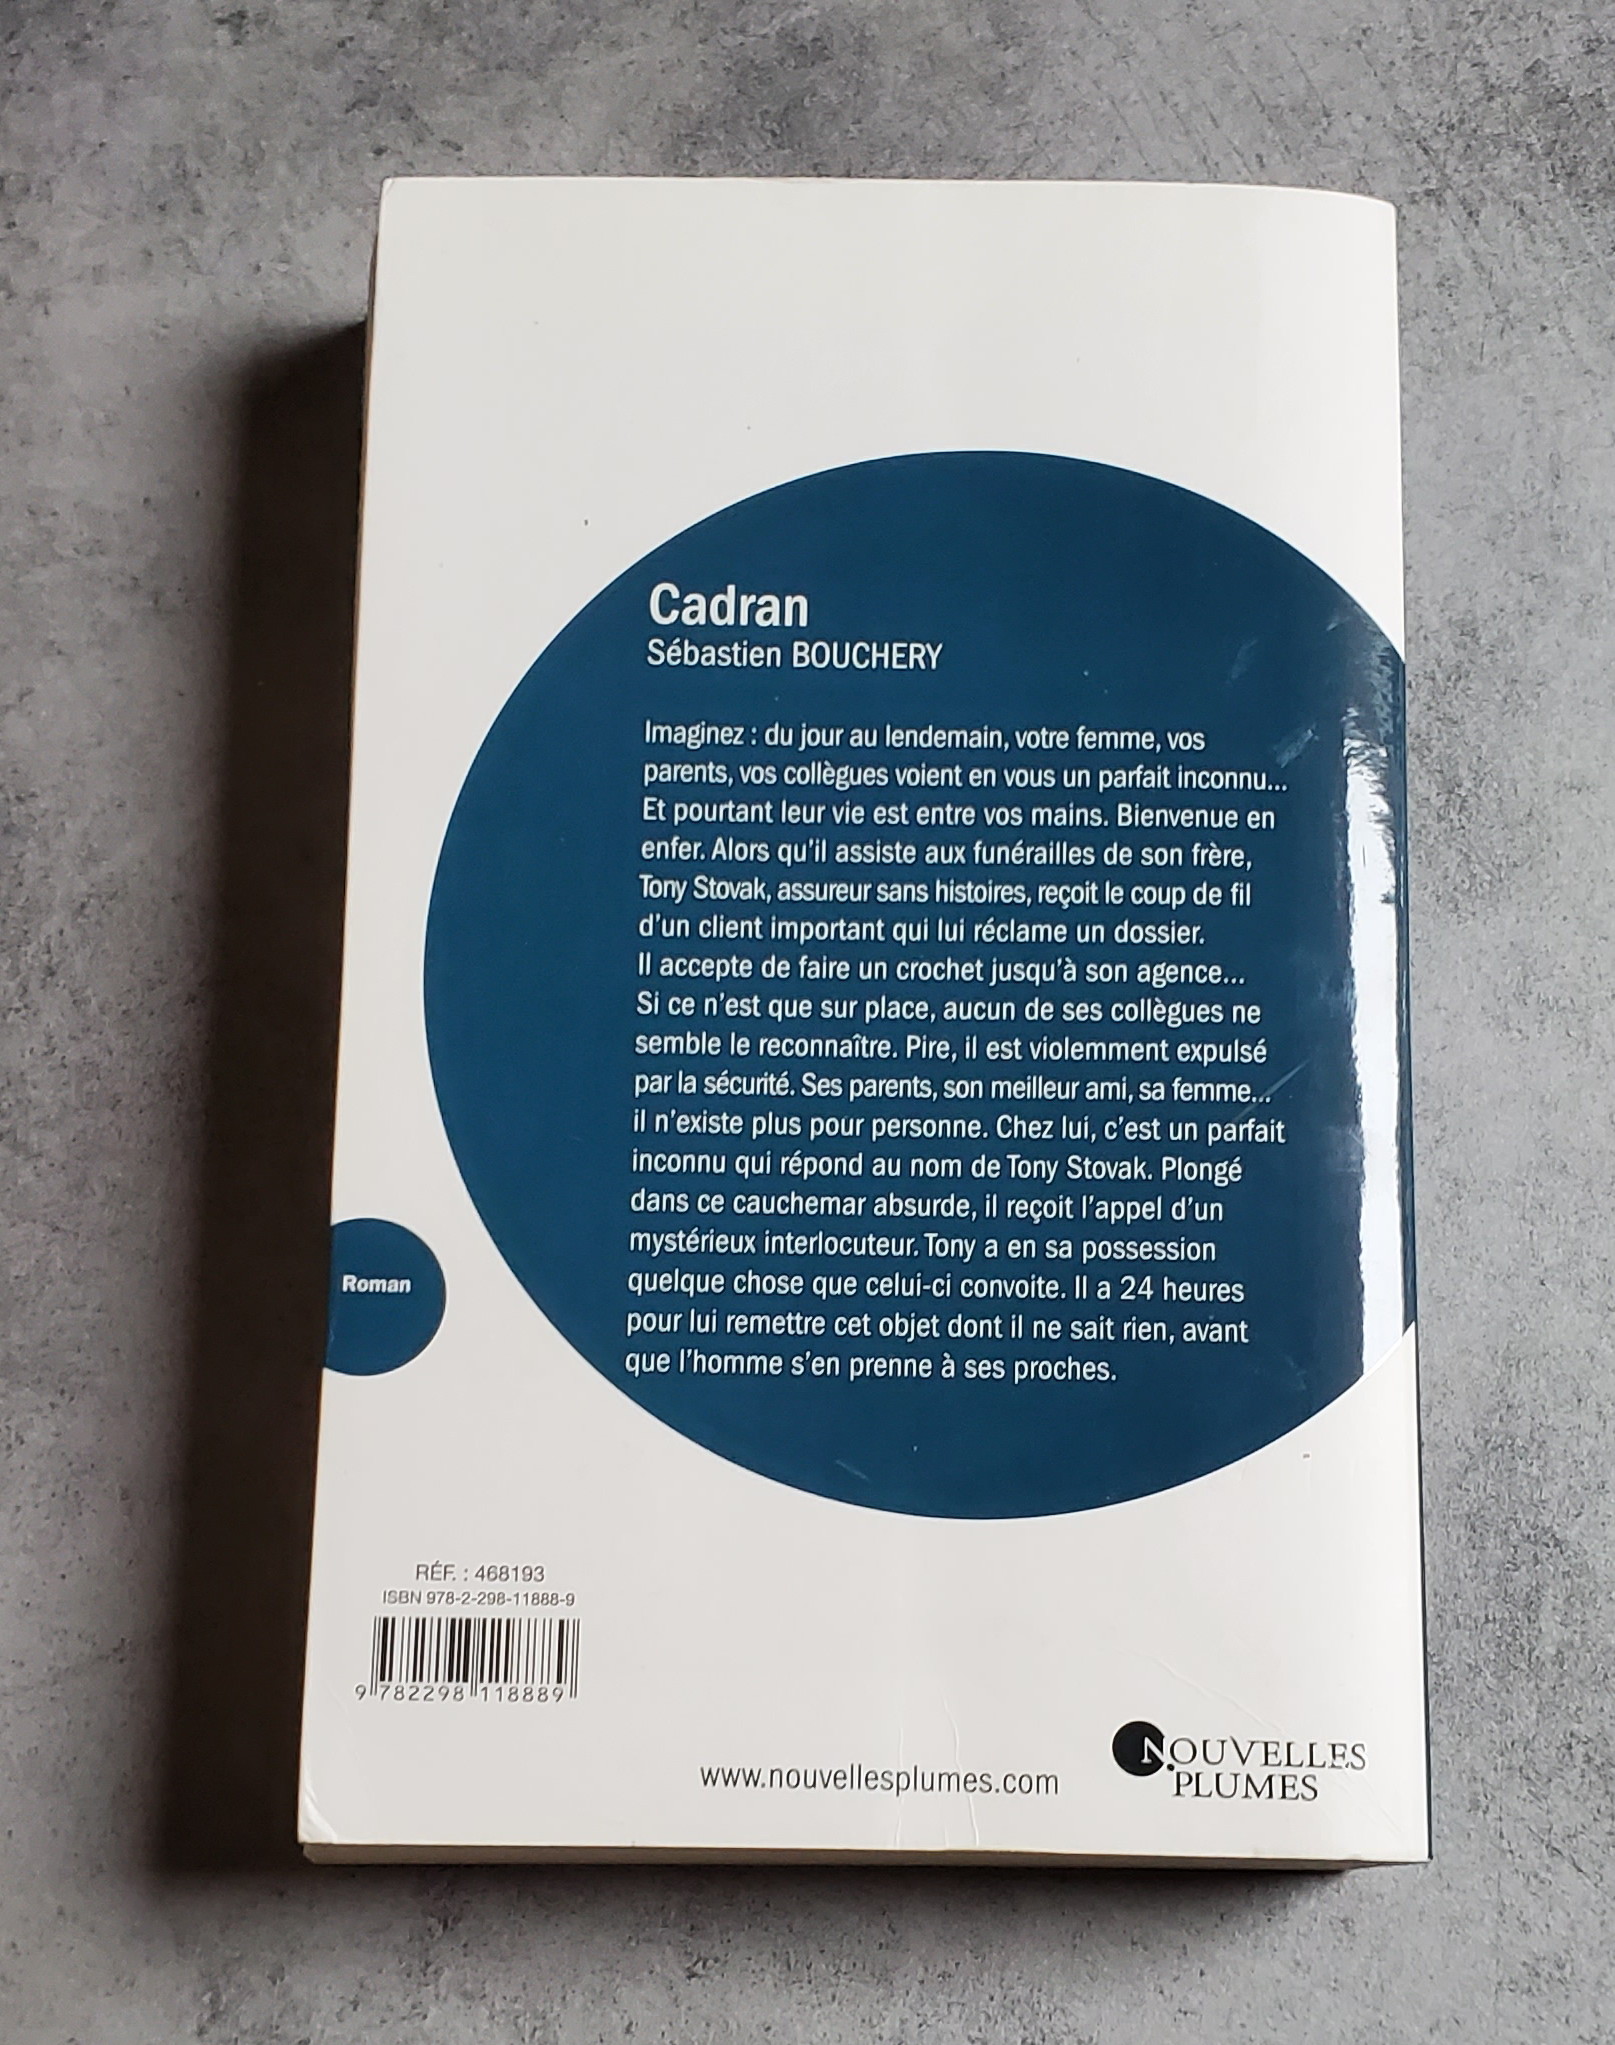 Cadran
Sébastien BOUCHERY
Imaginez : du jour au lendemain, votre femme, vos
parents, vos collègues voient en vous un parfait inconnu...
Et pourtant leur vie est entre vos mains. Bienvenue en
enfer. Alors qu'il assiste aux funérailles de son frère,
Tony Stovak, assureur sans histoires, reçoit le coup de fil
d'un client important qui lui réclame un dossier.
Il accepte de faire un crochet jusqu'à son agence...
Si ce n'est que sur place, aucun de ses collègues ne
semble le reconnaître. Pire, il est violemment expulsé
par la sécurité. Ses parents, son meilleur ami, sa femme...
il n'existe plus pour personne. Chez lui, c'est un parfait
inconnu qui répond au nom de Tony Stovak. Plongé
dans ce cauchemar absurde, il reçoit l'appel d'un
mystérieux interlocuteur. Tony a en sa possession
quelque chose que celui-ci convoite. Il a 24 heures
pour lui remettre cet objet dont il ne sait rien, avant
que l'homme s'en prenne à ses proches.
Roman
RÉF. : 468193
ISBN 978-2-298-11888-9
9 782298 118889
www.nouvellesplumes.com
NOUVELLES
PLUMES